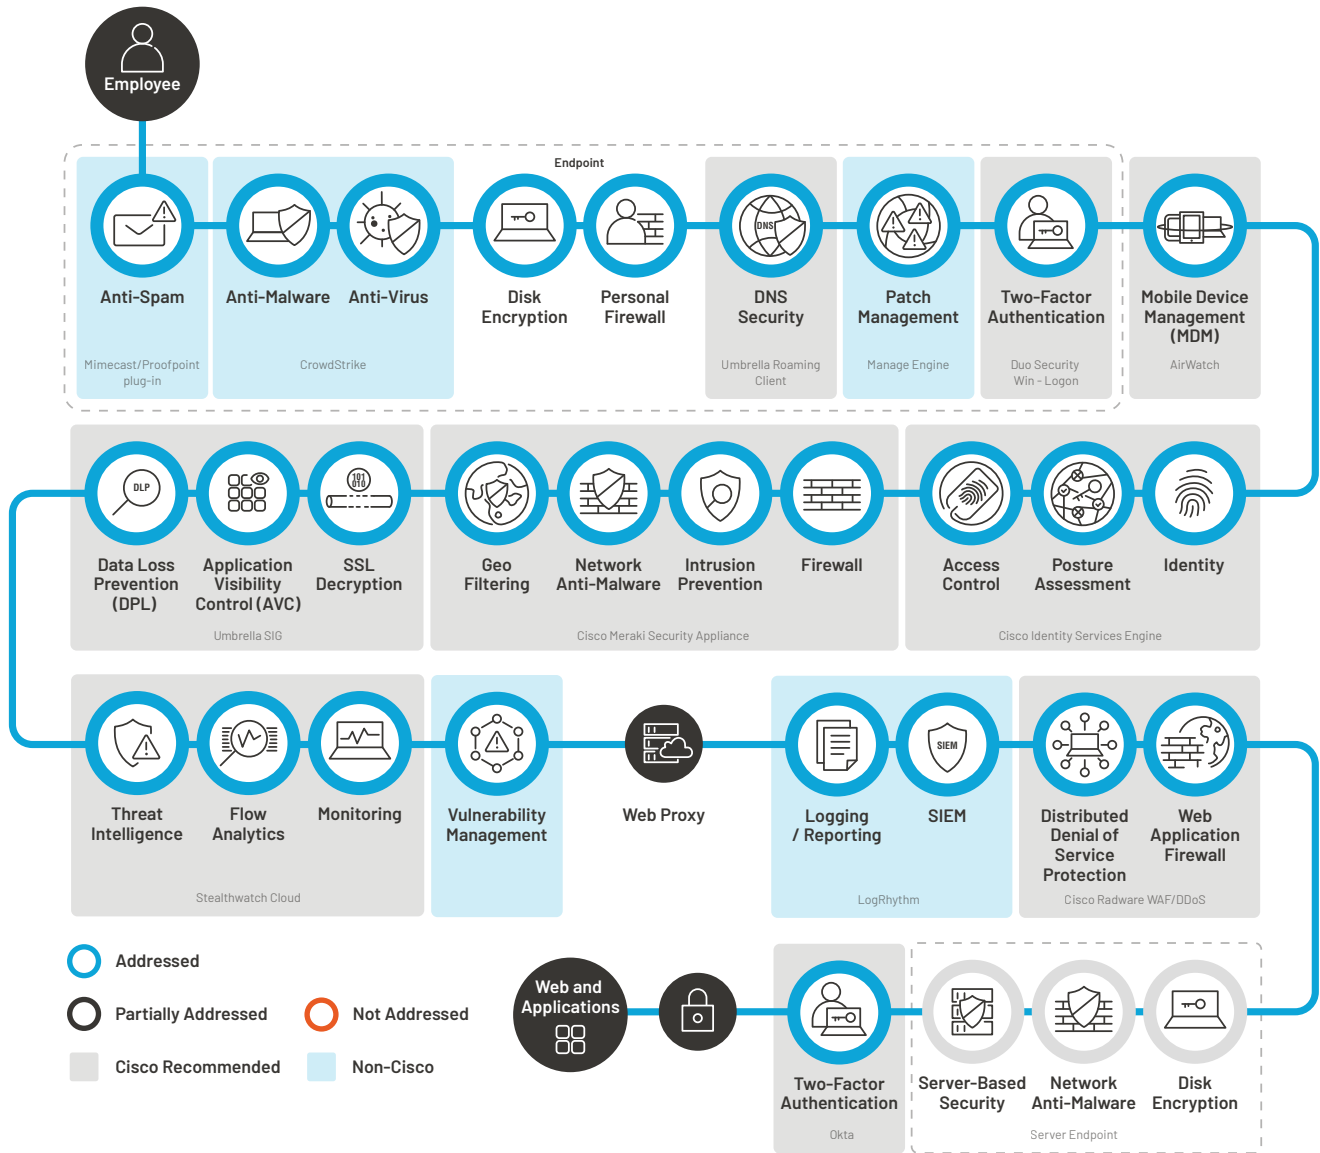 Employee
Endpoint
DNS
Anti-Spam
Anti-Malware
Anti-Virus
Disk
Encryption
Personal
Firewall
DNS
Security
Patch
Management
Two-Factor
Authentication
Mobile Device
Management
(MDM)
Mimecast/Proofpoint
plug-in
CrowdStrike
Umbrella Roaming
Client
Manage Engine
Duo Security
Win - Logon
AirWatch
DLP
101
010
Data Loss
Prevention
(DPL)
Application
Visibility
Control (AVC)
SSL
Decryption
Geo
Filtering
Network
Anti-Malware
Intrusion
Prevention
Firewall
Access
Control
Posture
Assessment
Identity
Umbrella SIG
Cisco Meraki Security Appliance
Cisco Identity Services Engine
SIEM
Threat
Intelligence
Flow
Analytics
Monitoring
Vulnerability
Management
Web Proxy
Logging
/ Reporting
SIEM
Distributed
Denial of
Service
Protection
Web
Application
Firewall
Stealthwatch Cloud
LogRhythm
Cisco Radware WAF/DDoS
Addressed
Partially Addressed
Not Addressed
Cisco Recommended
Non-Cisco
Web and
Applications
Two-Factor
Authentication
Server-Based
Security
Network
Anti-Malware
Disk
Encryption
Okta
Server Endpoint